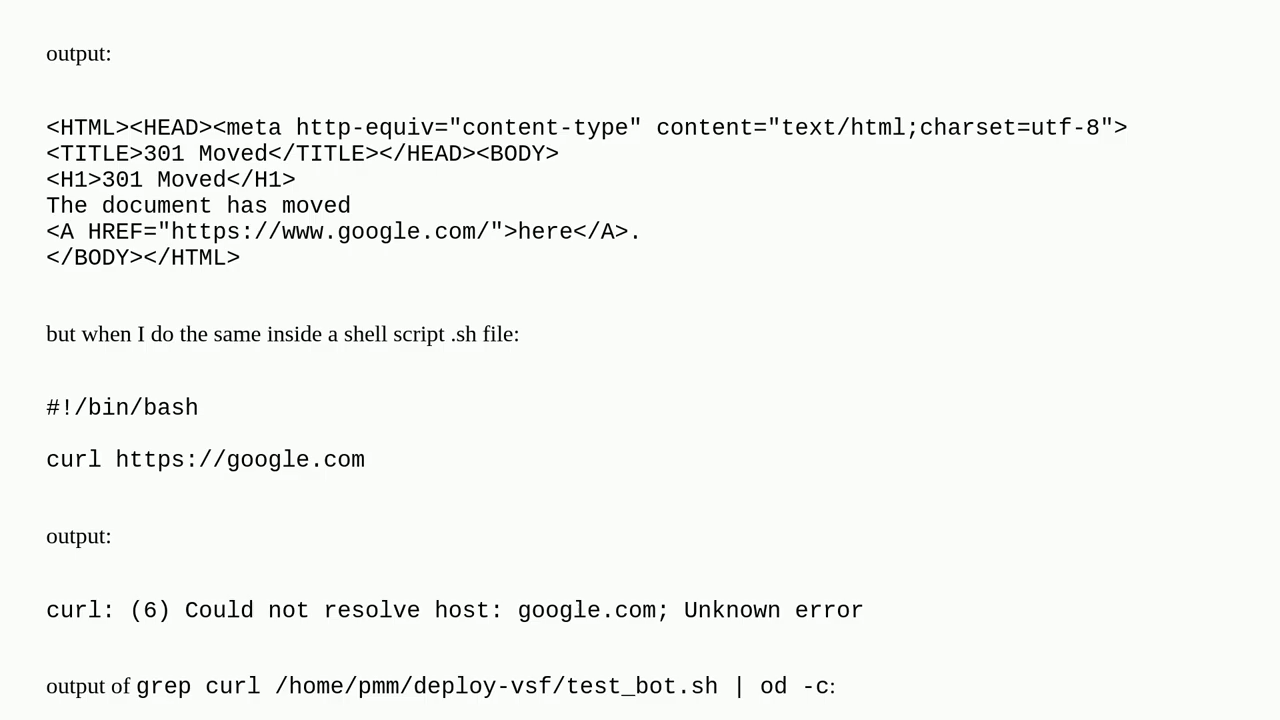 output:
<HTML><HEAD><meta http-equiv="content-type" content="text/html;charset=utf-8">
<TITLE>301 Moved</TITLE></HEAD><BODY>
<H1>301 Moved</H1>
The document has moved
<A HREF="https://www.google.com/">here</A>.
</BODY></HTML>
but when I do the same inside a shell script .sh file:
#!/bin/bash
curl https://google.com
output:
curl: (6) Could not resolve host: google.com; Unknown error
output of grep curl /home/pmm/deploy-vsf/test_bot.sh | od -c: